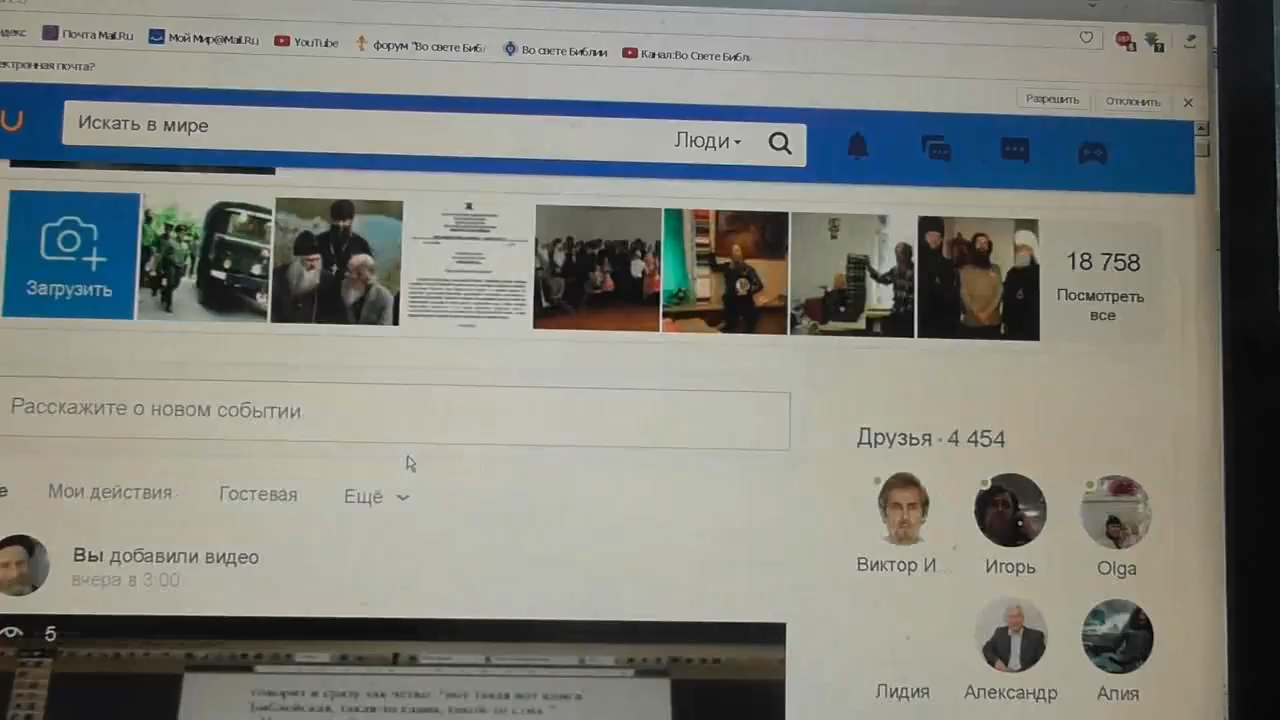 Почта Mail.Ru
Мой Мир@Mail.Ru
YouTube
форум "Во свете Библ
Во свете Библии
Канал:Во Свете Библ
ектронная почта?
Разрешить
Отклонить
Искать в мире
Люди
Загрузить
18 758
Посмотреть
все
Расскажите о новом событии
Друзья · 4 454
Мои действия
Гостевая
Ещё
Виктор И...
Игорь
Olga
Вы добавили видео
вчера в 3:00
5
Лидия
Александр
Алия